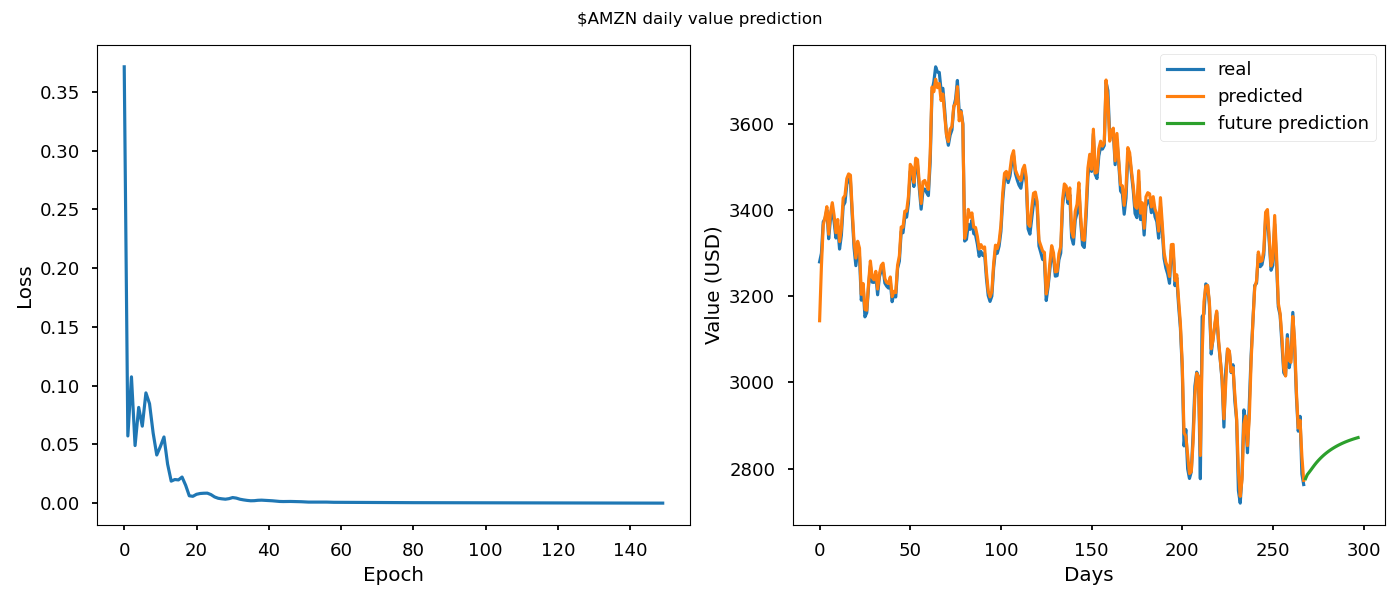 $AMZN daily value prediction
Loss
0.35
0.30
0.25
0.20
0.15
0.10
0.05
0.00
0 20 40 60 80 100 120 140
Epoch
Value (USD)
3600
3400
3200
3000
2800
0 50 100 150 200 250 300
Days
real
predicted
future prediction